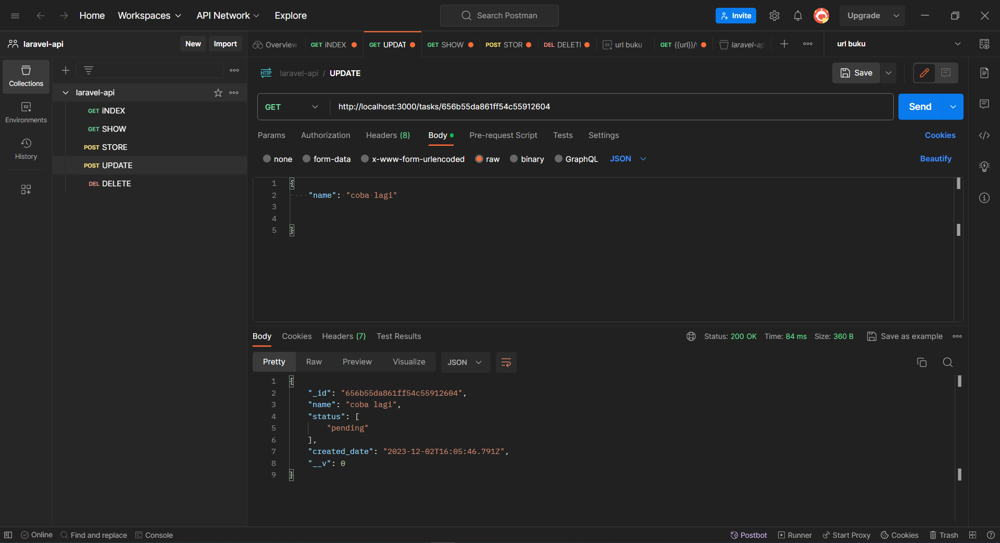 Home Workspaces API Network Explore Search Postman Invite Upgrade
laravel-api New Import Overview GET iNDEX GET UPDAT GET SHOW POST STOR DEL DELETI url buku GET {{url}}/ laravel-ap url buku
Collections
Environments
History
laravel-api
GET iNDEX
GET SHOW
POST STORE
POST UPDATE
DEL DELETE
HTTP laravel-api / UPDATE Save
GET http://localhost:3000/tasks/656b55da861ff54c55912604 Send
Params Authorization Headers (8) Body Pre-request Script Tests Settings Cookies
none form-data x-www-form-urlencoded raw binary GraphQL JSON Beautify
1 {
2 "name": "coba lagi"
3
4
5 }
Body Cookies Headers (7) Test Results Status: 200 OK Time: 84 ms Size: 360 B Save as example
Pretty Raw Preview Visualize JSON
1 {
2 "_id": "656b55da861ff54c55912604",
3 "name": "coba lagi",
4 "status": [
5 "pending"
6 ],
7 "created_date": "2023-12-02T16:05:46.791Z",
8 "__v": 0
9 }
Online Find and replace Console Postbot Runner Start Proxy Cookies Trash